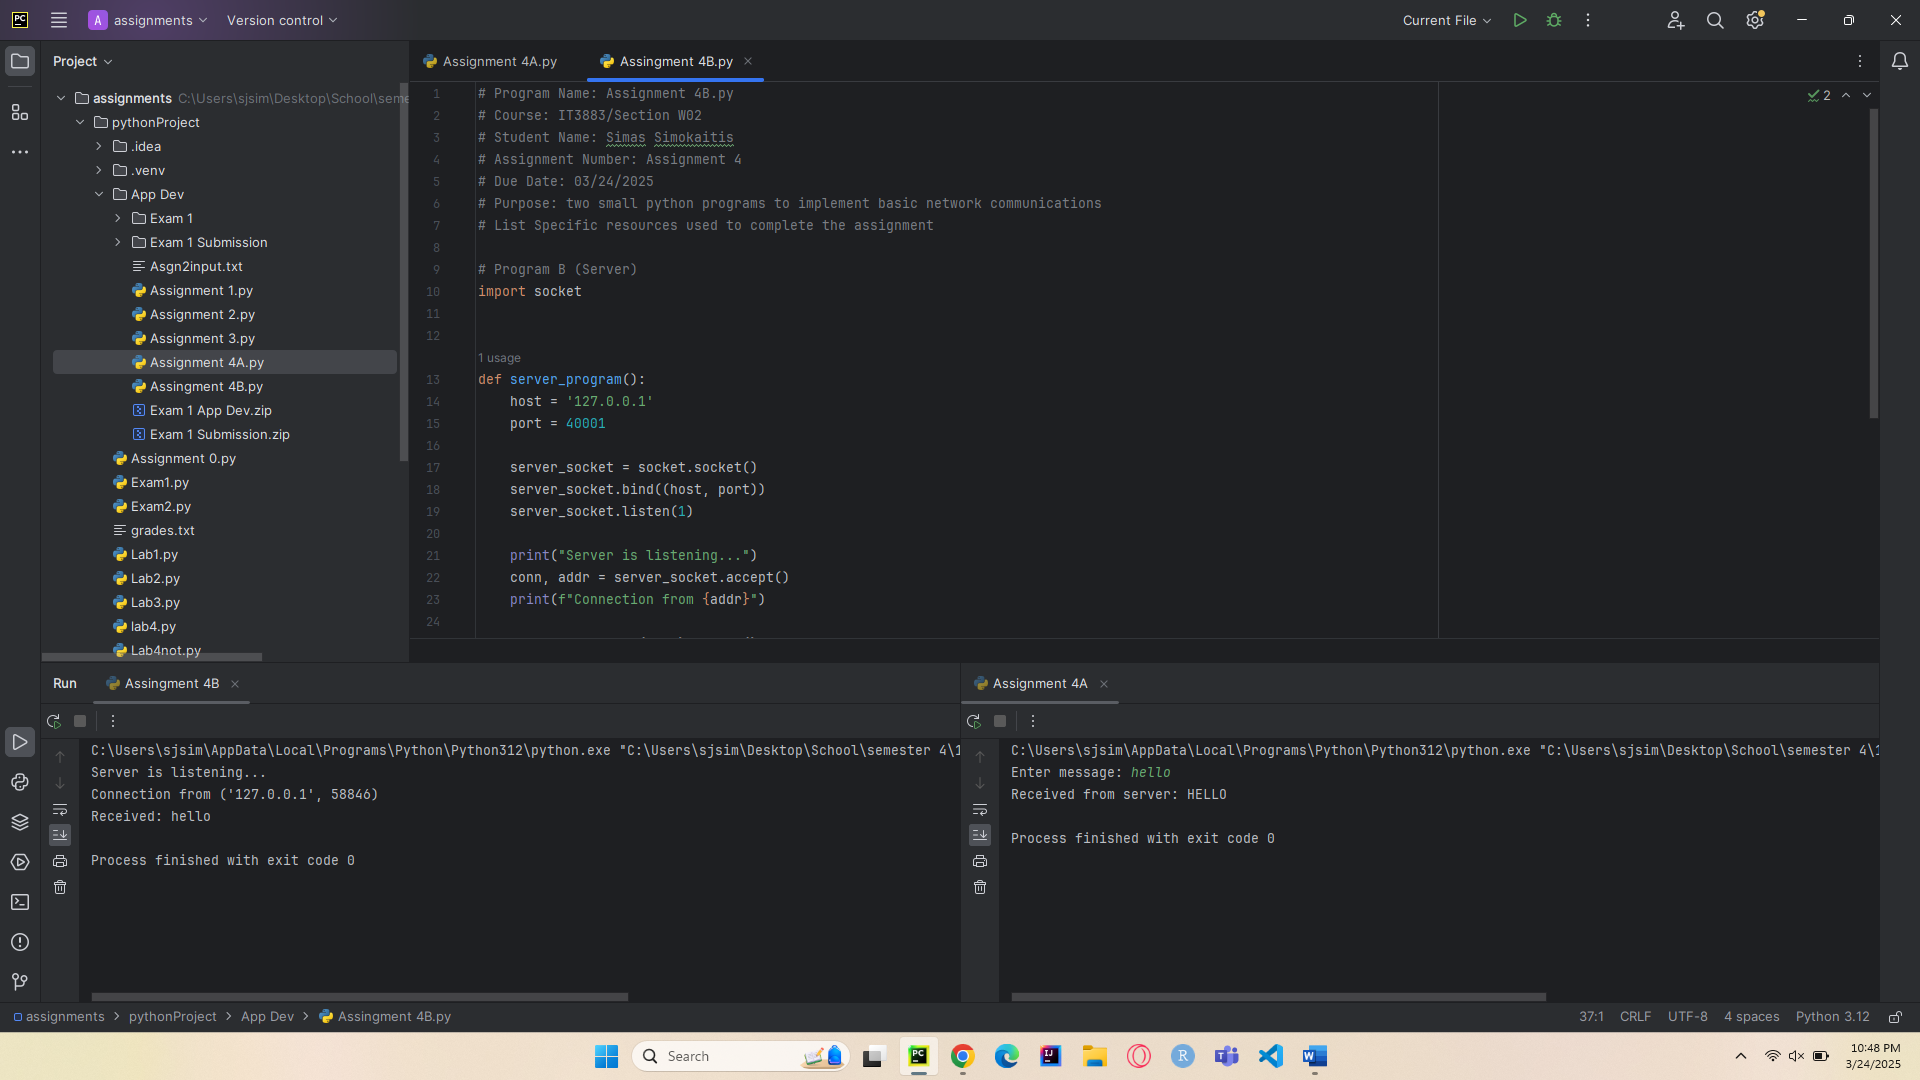 PC
A assignments
Version control
Current File
Project
assignments C:\Users\sjsim\Desktop\School\seme
pythonProject
.idea
.venv
App Dev
Exam 1
Exam 1 Submission
Asgn2input.txt
Assignment 1.py
Assignment 2.py
Assignment 3.py
Assignment 4A.py
Assingment 4B.py
Exam 1 App Dev.zip
Exam 1 Submission.zip
Assignment 0.py
Exam1.py
Exam2.py
grades.txt
Lab1.py
Lab2.py
Lab3.py
lab4.py
Lab4not.py
Assignment 4A.py
Assingment 4B.py
2
1 # Program Name: Assignment 4B.py
2 # Course: IT3883/Section W02
3 # Student Name: Simas Simokaitis
4 # Assignment Number: Assignment 4
5 # Due Date: 03/24/2025
6 # Purpose: two small python programs to implement basic network communications
7 # List Specific resources used to complete the assignment
8
9 # Program B (Server)
10 import socket
11
12
1 usage
13 def server_program():
14 host = '127.0.0.1'
15 port = 40001
16
17 server_socket = socket.socket()
18 server_socket.bind((host, port))
19 server_socket.listen(1)
20
21 print("Server is listening...")
22 conn, addr = server_socket.accept()
23 print(f"Connection from {addr}")
24
Run
Assingment 4B
C:\Users\sjsim\AppData\Local\Programs\Python\Python312\python.exe "C:\Users\sjsim\Desktop\School\semester 4\1
Server is listening...
Connection from ('127.0.0.1', 58846)
Received: hello
Process finished with exit code 0
Assignment 4A
C:\Users\sjsim\AppData\Local\Programs\Python\Python312\python.exe "C:\Users\sjsim\Desktop\School\semester 4\1
Enter message: hello
Received from server: HELLO
Process finished with exit code 0
assignments > pythonProject > App Dev > Assingment 4B.py
37:1 CRLF UTF-8 4 spaces Python 3.12
Search
PC
IJ
R
W
10:48 PM
3/24/2025